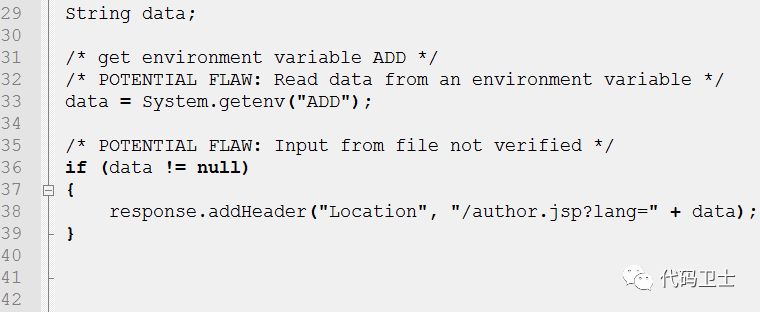 29 String data;
30
31 /* get environment variable ADD */
32 /* POTENTIAL FLAW: Read data from an environment variable */
33 data = System.getenv("ADD");
34
35 /* POTENTIAL FLAW: Input from file not verified */
36 if (data != null)
37 {
38     response.addHeader("Location", "/author.jsp?lang=" + data);
39 }
40
41
42
代码卫士